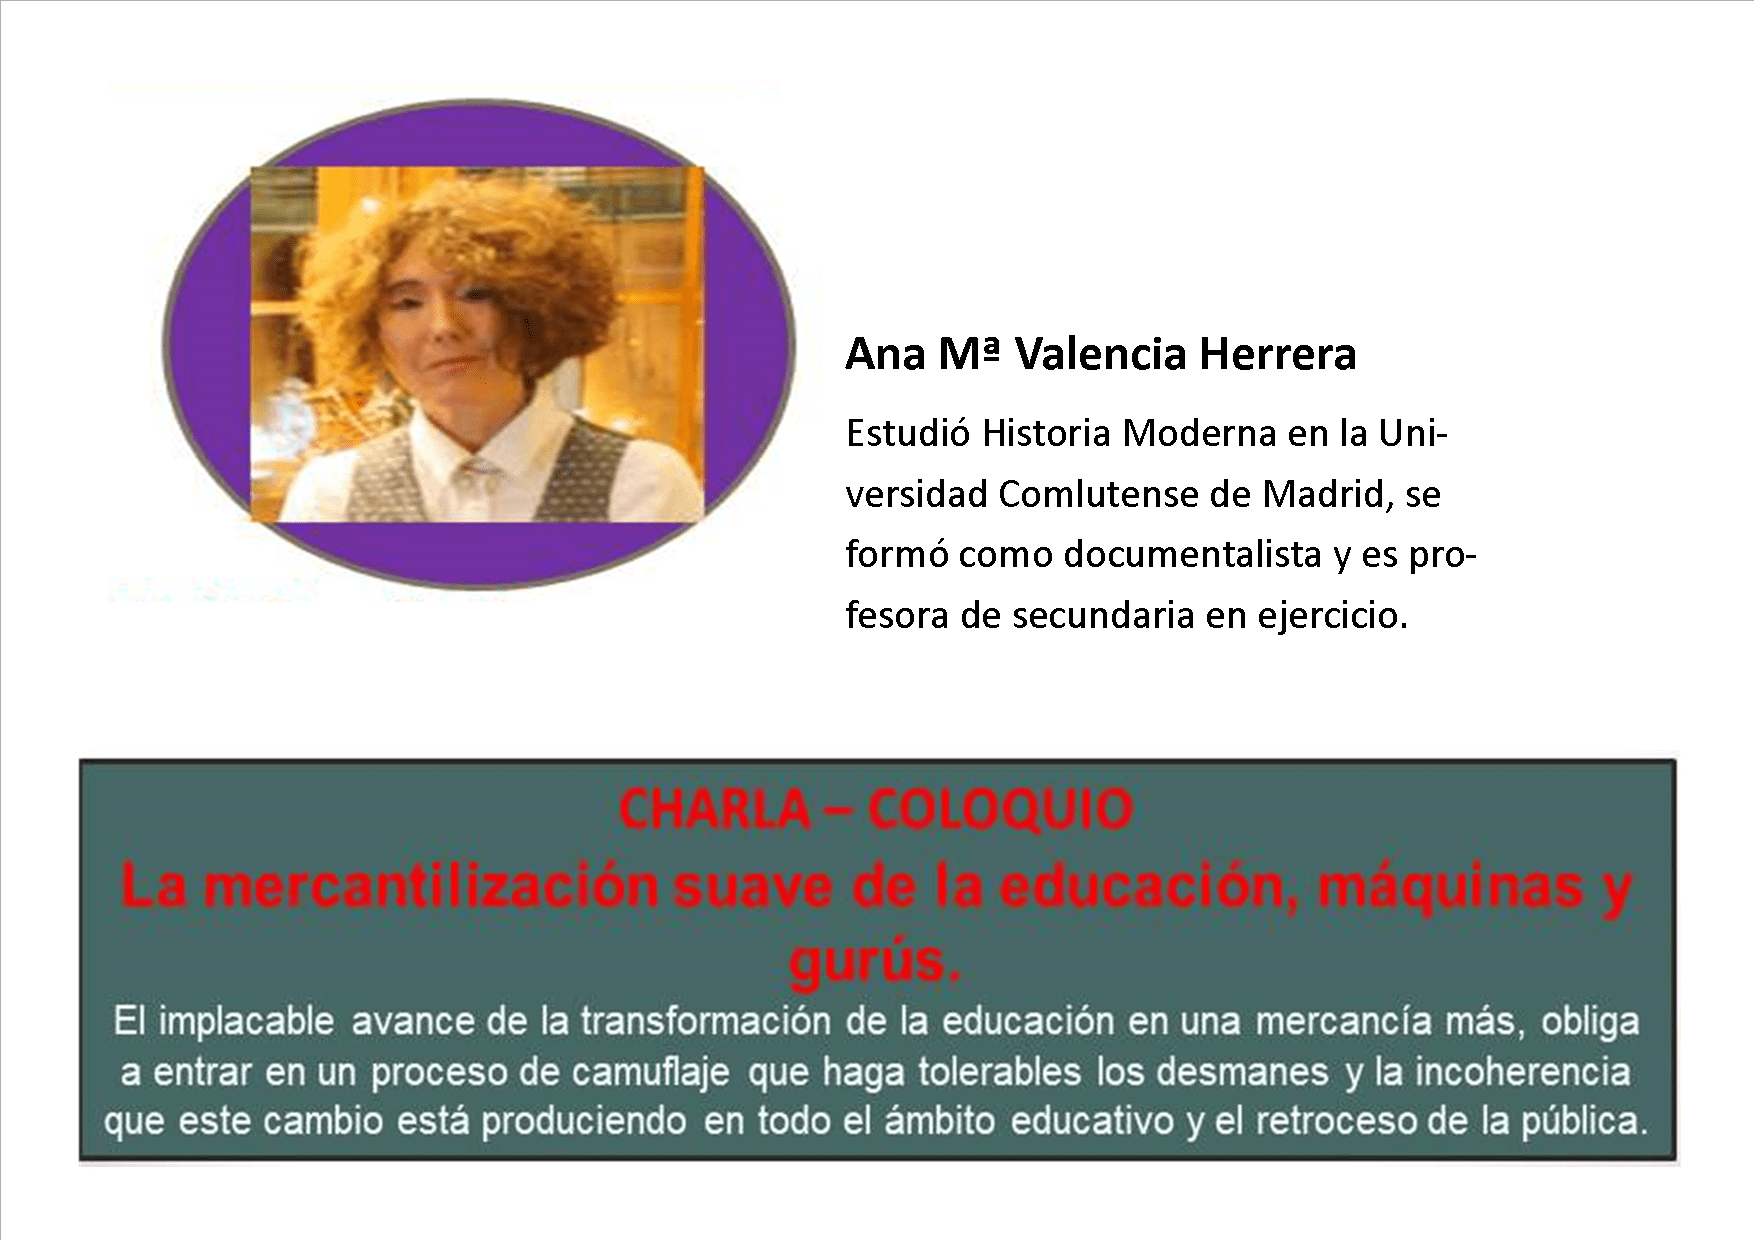 Ana Mª Valencia Herrera
Estudió Historia Moderna en la Uni-
versidad Comlutense de Madrid, se
formó como documentalista y es pro-
fesora de secundaria en ejercicio.
CHARLA – COLOQUIO
La mercantilización suave de la educación, máquinas y
gurús.
El implacable avance de la transformación de la educación en una mercancía más, obliga
a entrar en un proceso de camuflaje que haga tolerables los desmanes y la incoherencia
que este cambio está produciendo en todo el ámbito educativo y el retroceso de la pública.